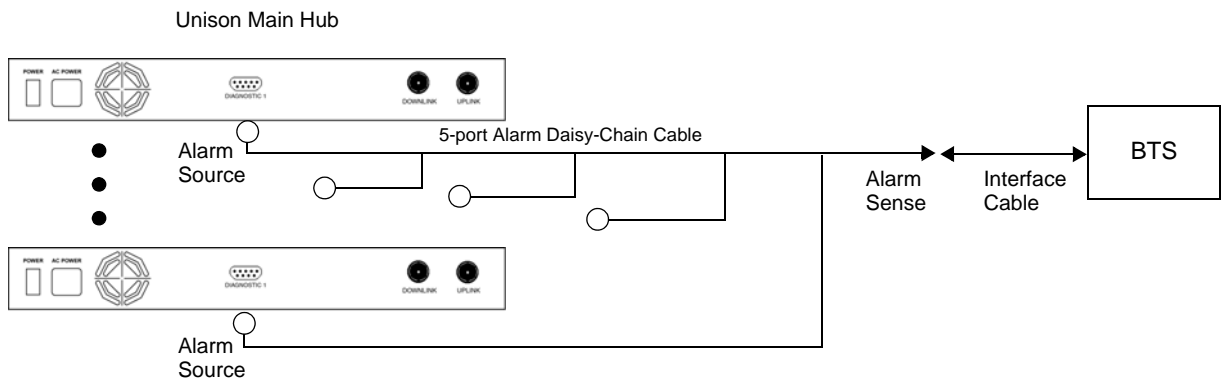 Unison Main Hub
POWER AC POWER
DIAGNOSTIC 1
DOWNLINK UPLINK
5-port Alarm Daisy-Chain Cable
Alarm
Source
BTS
Alarm
Sense
Interface
Cable
POWER AC POWER
DIAGNOSTIC 1
DOWNLINK UPLINK
Alarm
Source